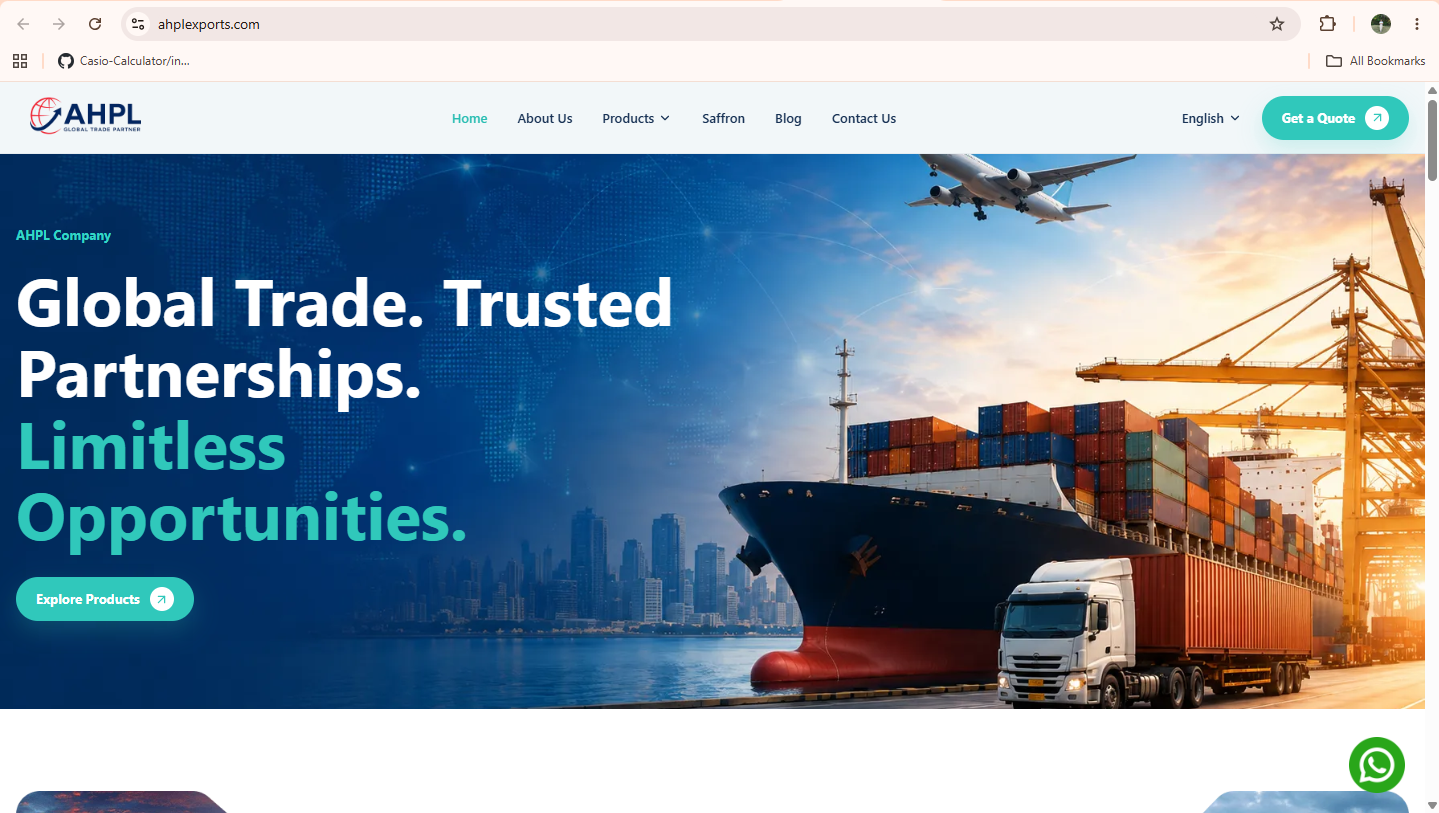 ahplexports.com
Casio-Calculator/in...
All Bookmarks
AHPL
GLOBAL TRADE PARTNER
Home
About Us
Products
Saffron
Blog
Contact Us
English
Get a Quote
AHPL Company
Global Trade. Trusted
Partnerships.
Limitless
Opportunities.
Explore Products